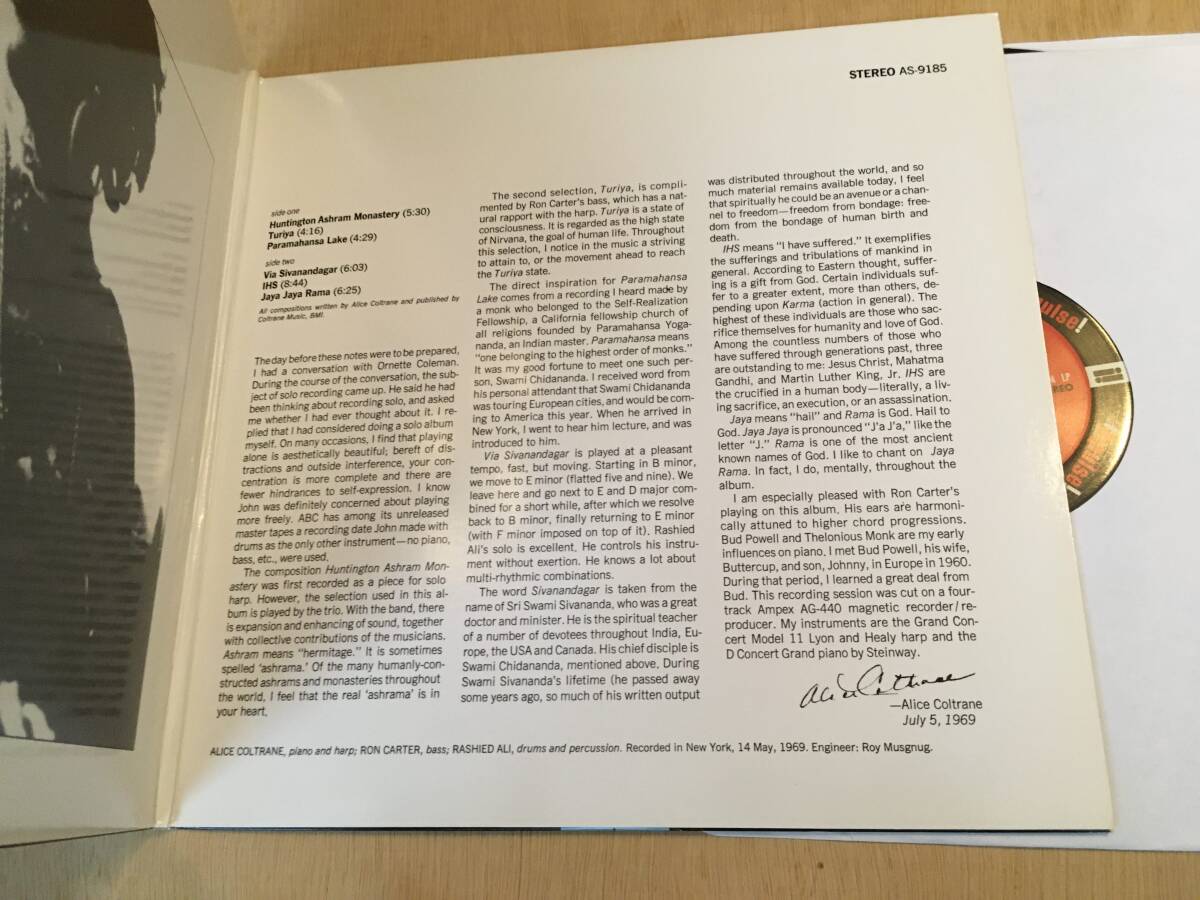 STEREO AS-9185
side one
Huntington Ashram Monastery (5:30)
Turiya (4:16)
Paramahansa Lake (4:29)
side two
Via Sivanandagar (6:03)
IHS (8:44)
Jaya Jaya Rama (6:25)
All compositions written by Alice Coltrane and published by
Coltrane Music, BMI.
The day before these notes were to be prepared,
I had a conversation with Ornette Coleman.
During the course of the conversation, the sub-
ject of solo recording came up. He said he had
been thinking about recording solo, and asked
me whether I had ever thought about it. I re-
plied that I had considered doing a solo album
myself. On many occasions, I find that playing
alone is aesthetically beautiful; bereft of dis-
tractions and outside interference, your con-
centration is more complete and there are
fewer hindrances to self-expression. I know
John was definitely concerned about playing
more freely. ABC has among its unreleased
master tapes a recording date John made with
drums as the only other instrument—no piano,
bass, etc., were used.
The composition Huntington Ashram Mon-
astery was first recorded as a piece for solo
harp. However, the selection used in this al-
bum is played by the trio. With the band, there
is expansion and enhancing of sound, together
with collective contributions of the musicians.
Ashram means "hermitage." It is sometimes
spelled 'ashrama.' Of the many humanly-con-
structed ashrams and monasteries throughout
the world, I feel that the real 'ashrama' is in
your heart.
The second selection, Turiya, is compli-
mented by Ron Carter's bass, which has a nat-
ural rapport with the harp. Turiya is a state of
consciousness. It is regarded as the high state
of Nirvana, the goal of human life. Throughout
this selection, I notice in the music a striving
to attain to, or the movement ahead to reach
the Turiya state.
The direct inspiration for Paramahansa
Lake comes from a recording I heard made by
a monk who belonged to the Self-Realization
Fellowship, a California fellowship church of
all religions founded by Paramahansa Yoga-
nanda, an Indian master. Paramahansa means
"one belonging to the highest order of monks."
It was my good fortune to meet one such per-
son, Swami Chidananda. I received word from
his personal attendant that Swami Chidananda
was touring European cities, and would be com-
ing to America this year. When he arrived in
New York, I went to hear him lecture, and was
introduced to him.
Via Sivanandagar is played at a pleasant
tempo, fast, but moving. Starting in B minor,
we move to E minor (flatted five and nine). We
leave here and go next to E and D major com-
bined for a short while, after which we resolve
back to B minor, finally returning to E minor
(with F minor imposed on top of it). Rashied
Ali's solo is excellent. He controls his instru-
ment without exertion. He knows a lot about
multi-rhythmic combinations.
The word Sivanandagar is taken from the
name of Sri Swami Sivananda, who was a great
doctor and minister. He is the spiritual teacher
of a number of devotees throughout India, Eu-
rope, the USA and Canada. His chief disciple is
Swami Chidananda, mentioned above. During
Swami Sivananda's lifetime (he passed away
some years ago, so much of his written output
was distributed throughout the world, and so
much material remains available today, I feel
that spiritually he could be an avenue or a chan-
nel to freedom—freedom from bondage: free-
dom from the bondage of human birth and
death.
IHS means "I have suffered." It exemplifies
the sufferings and tribulations of mankind in
general. According to Eastern thought, suffer-
ing is a gift from God. Certain individuals suf-
fer to a greater extent, more than others, de-
pending upon Karma (action in general). The
highest of these individuals are those who sac-
rifice themselves for humanity and love of God.
Among the countless numbers of those who
have suffered through generations past, three
are outstanding to me: Jesus Christ, Mahatma
Gandhi, and Martin Luther King, Jr. IHS are
the crucified in a human body—literally, a liv-
ing sacrifice, an execution, or an assassination.
Jaya means "hail" and Rama is God. Hail to
God. Jaya Jaya is pronounced "J'a J'a," like the
letter "J." Rama is one of the most ancient
known names of God. I like to chant on Jaya
Rama. In fact, I do, mentally, throughout the
album.
I am especially pleased with Ron Carter's
playing on this album. His ears are harmoni-
cally attuned to higher chord progressions.
Bud Powell and Thelonious Monk are my early
influences on piano. I met Bud Powell, his wife,
Buttercup, and son, Johnny, in Europe in 1960.
During that period, I learned a great deal from
Bud. This recording session was cut on a four-
track Ampex AG-440 magnetic recorder/re-
producer. My instruments are the Grand Con-
cert Model 11 Lyon and Healy harp and the
D Concert Grand piano by Steinway.
Alice Coltrane
—Alice Coltrane
July 5, 1969
ALICE COLTRANE, piano and harp; RON CARTER, bass; RASHIED ALI, drums and percussion. Recorded in New York, 14 May, 1969. Engineer: Roy Musgnug.
pulse!
LP